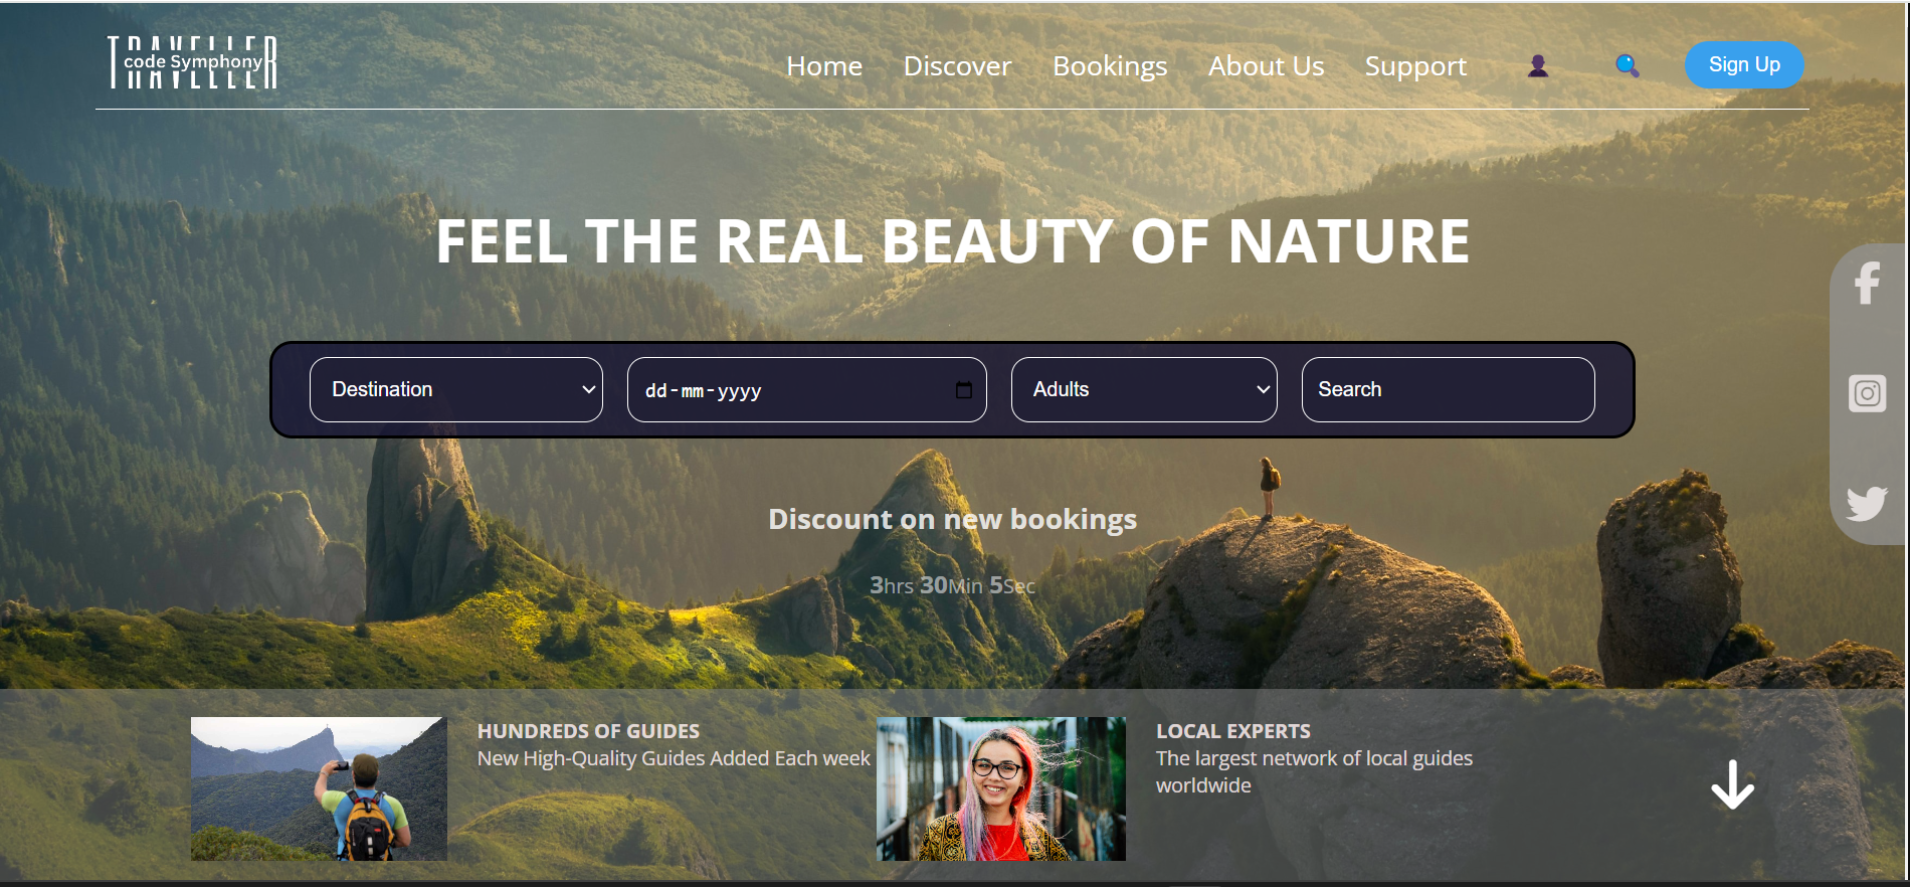 TRAVELLER
code Symphony
Home Discover Bookings About Us Support Sign Up
FEEL THE REAL BEAUTY OF NATURE
Destination dd-mm-yyyy Adults Search
Discount on new bookings
3hrs 30Min 5Sec
HUNDREDS OF GUIDES
New High-Quality Guides Added Each week
LOCAL EXPERTS
The largest network of local guides
worldwide